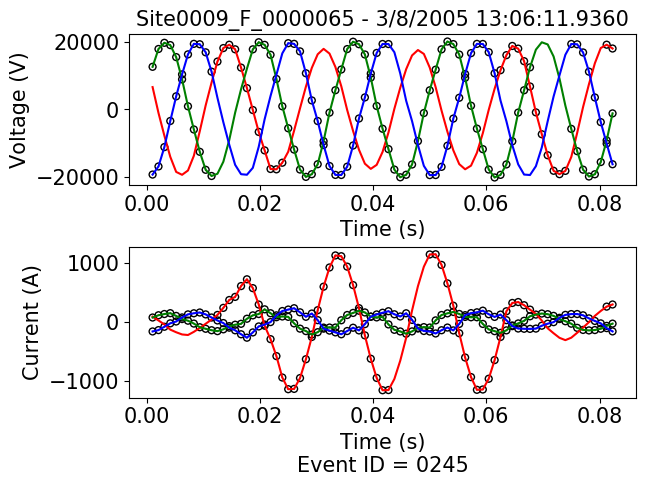 Site0009_F_0000065 - 3/8/2005 13:06:11.9360
20000
0
−20000
Voltage (V)
0.00 0.02 0.04 0.06 0.08
Time (s)
1000
0
−1000
Current (A)
0.00 0.02 0.04 0.06 0.08
Time (s)
Event ID = 0245